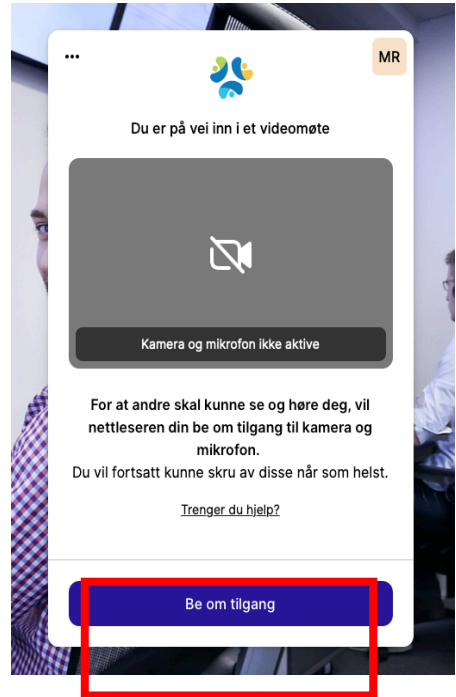 •••
MR
Du er på vei inn i et videomøte
Kamera og mikrofon ikke aktive
For at andre skal kunne se og høre deg, vil
nettleseren din be om tilgang til kamera og
mikrofon.
Du vil fortsatt kunne skru av disse når som helst.
Trenger du hjelp?
Be om tilgang